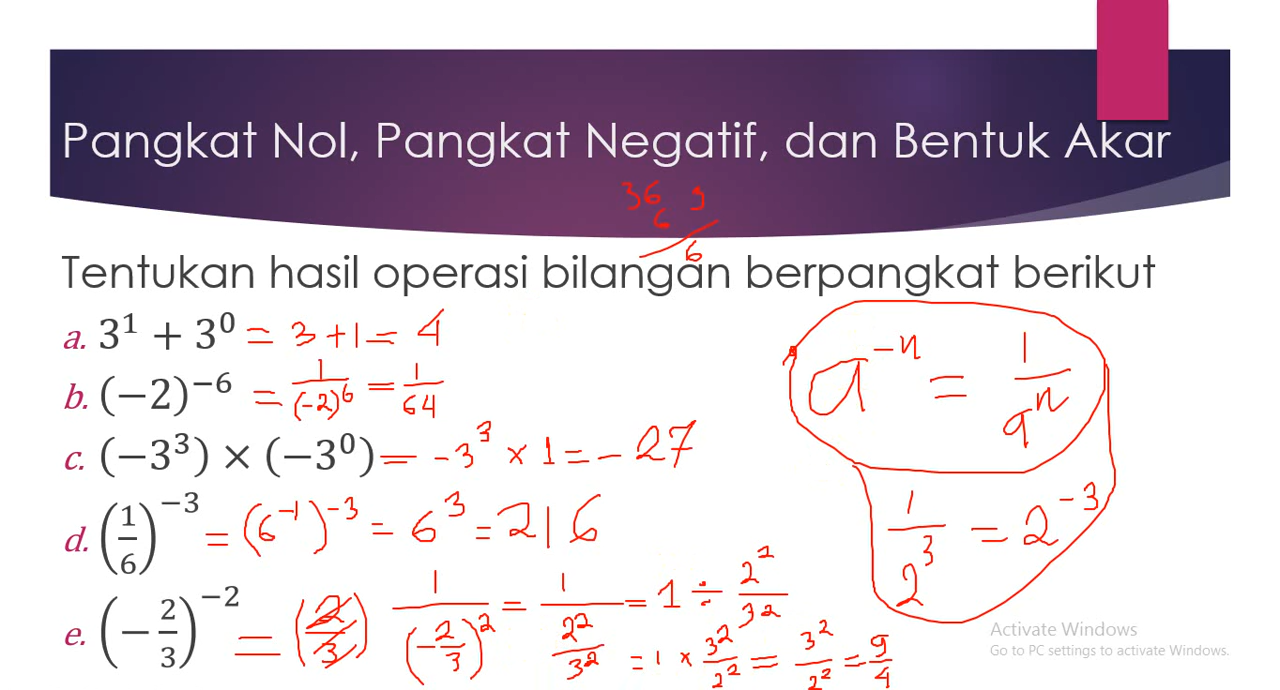 Pangkat Nol, Pangkat Negatif, dan Bentuk Akar
36 9
6
6
Tentukan hasil operasi bilangan berpangkat berikut
a. 3¹ + 3⁰ = 3 + 1 = 4
b. (−2)⁻⁶ = 1/(-2)⁶ = 1/64
c. (−3³) × (−3⁰) = -3³ × 1 = - 27
d. (1/6)⁻³ = (6⁻¹)⁻³ = 6³ = 216
e. (−2/3)⁻² = (2/3) 1/(-2/3)² = 1/(2²/3²) = 1 ÷ 2²/3²
= 1 × 3²/2² = 3²/2² = 9/4
a⁻ⁿ = 1/aⁿ
1/2³ = 2⁻³
Activate Windows
Go to PC settings to activate Windows.